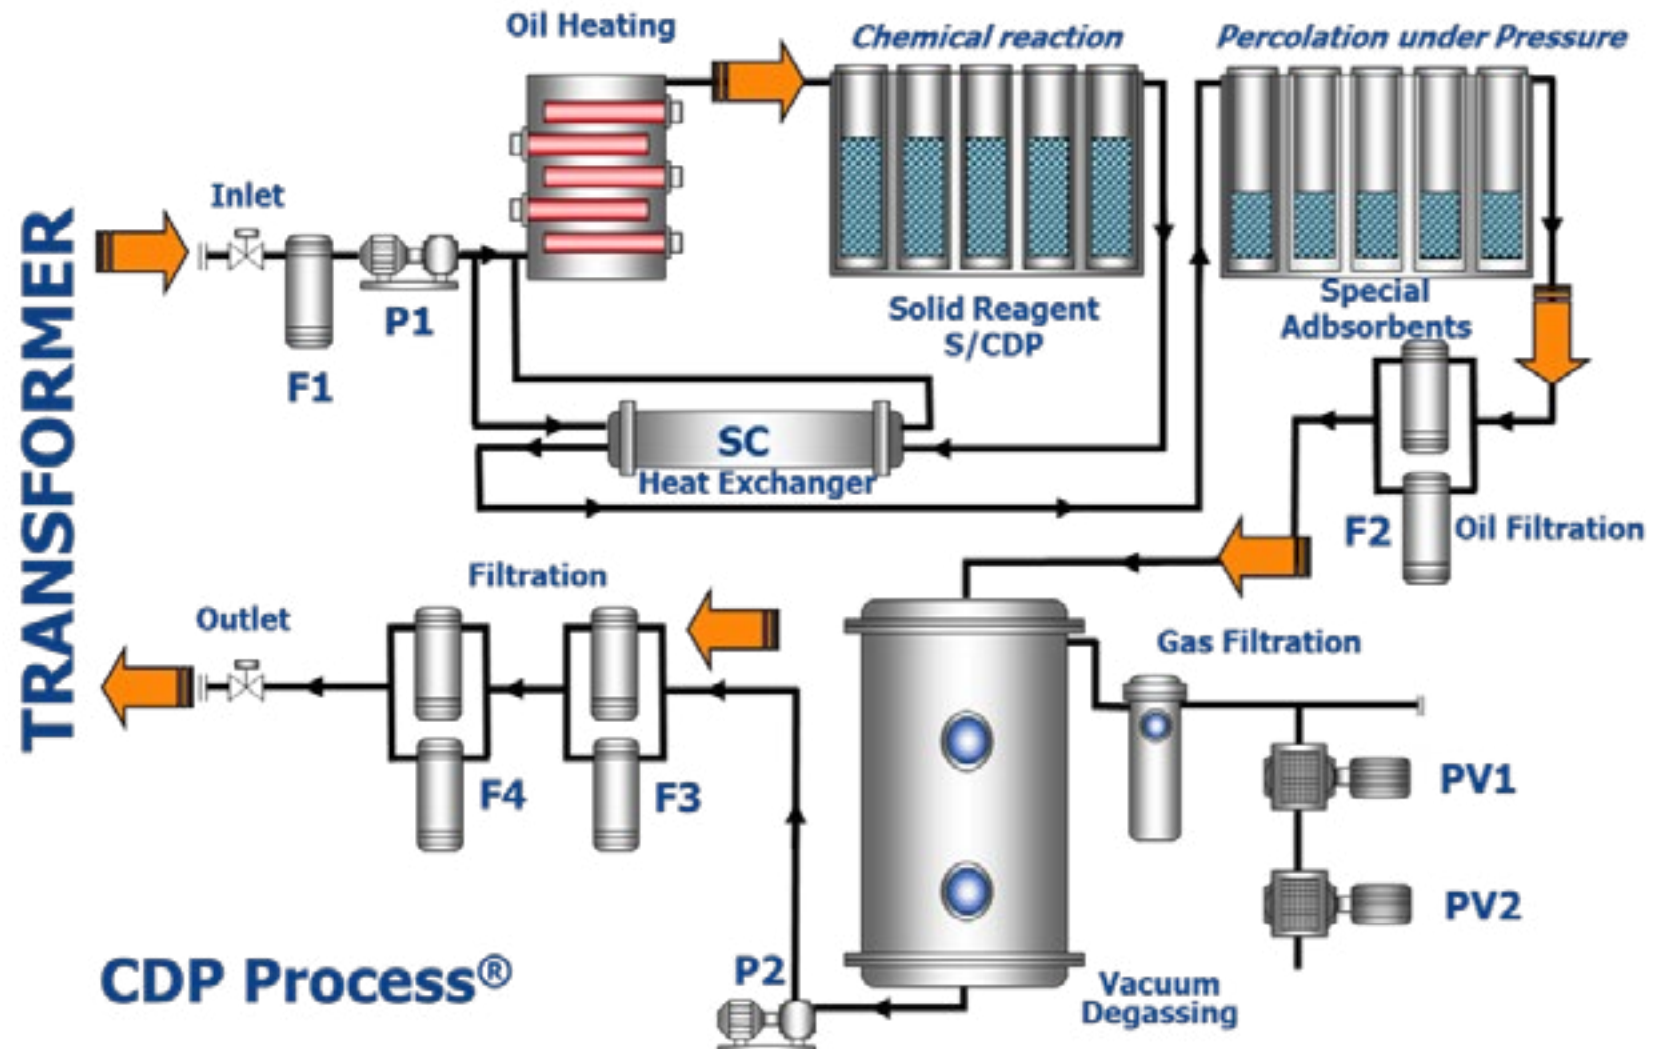 Oil Heating
Chemical reaction
Percolation under Pressure
Inlet
TRANSFORMER
P1
F1
Solid Reagent
S/CDP
Special
Adbsorbents
SC
Heat Exchanger
F2
Oil Filtration
Filtration
Outlet
Gas Filtration
F4
F3
PV1
PV2
P2
Vacuum
Degassing
CDP Process®